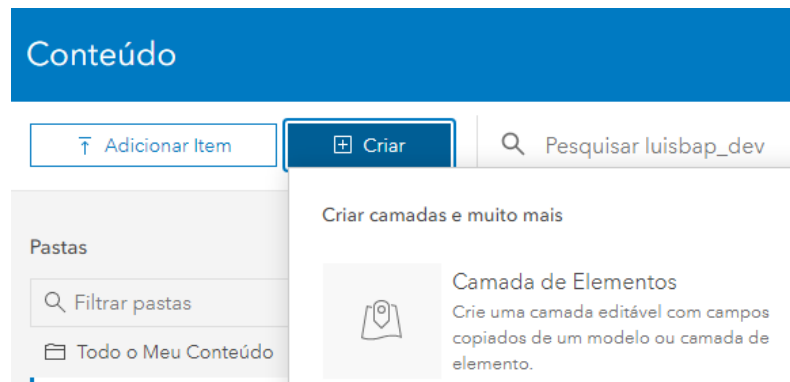 Conteúdo
Adicionar Item
Criar
Pesquisar luisbap_dev
Criar camadas e muito mais
Pastas
Filtrar pastas
Todo o Meu Conteúdo
Camada de Elementos
Crie uma camada editável com campos
copiados de um modelo ou camada de
elemento.